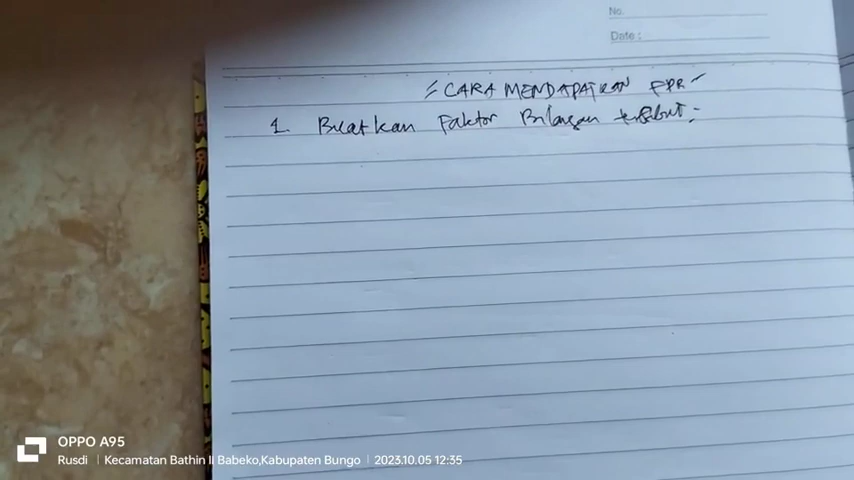 No.
Date :
= CARA MENDAPATKAN FPR =
1. Buatkan Faktor Bilangan tersebut :
OPPO A95
Rusdi | Kecamatan Bathin II Babeko,Kabupaten Bungo | 2023.10.05 12:35